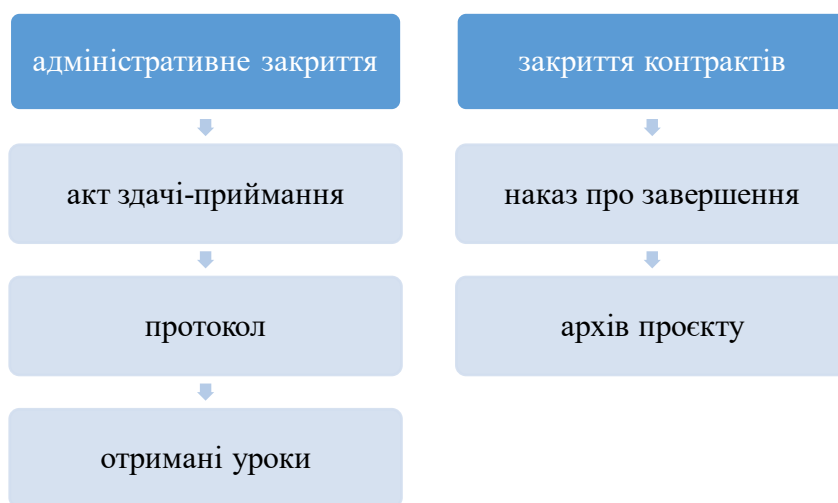 адміністративне закриття
акт здачі-приймання
протокол
отримані уроки
закриття контрактів
наказ про завершення
архів проєкту